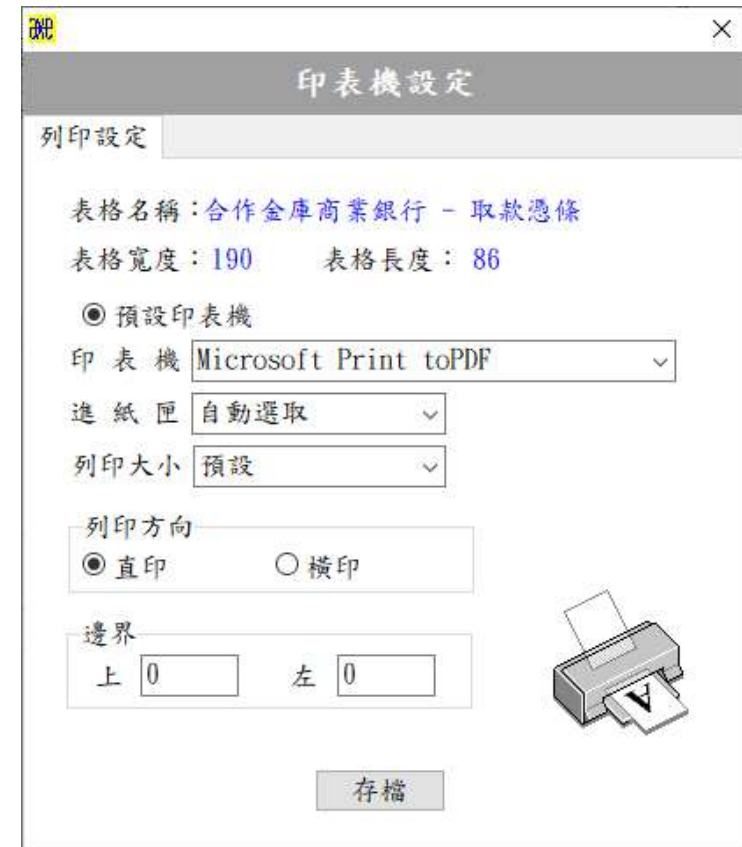 印表機設定
列印設定
表格名稱：合作金庫商業銀行 - 取款憑條
表格寬度：190 表格長度：86
預設印表機
印表機 Microsoft Print toPDF
進紙匣 自動選取
列印大小 預設
列印方向
直印 橫印
邊界
上 0 左 0
A
存檔